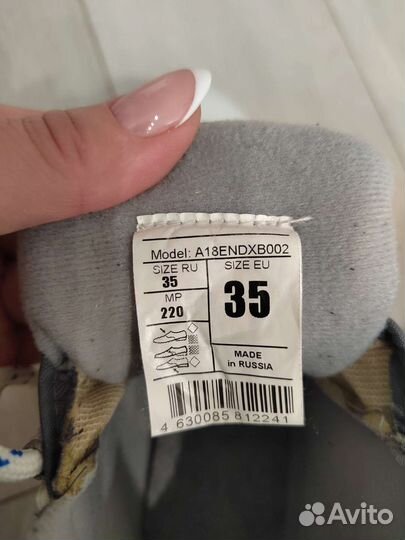 Model: A18ENDXB002
SIZE RU
35
MP
220
SIZE EU
35
MADE
in RUSSIA
4 630085 812241
Avito